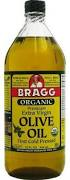 BRAGG
ORGANIC
Premium
Extra Virgin
OLIVE
OIL
First Cold Pressed